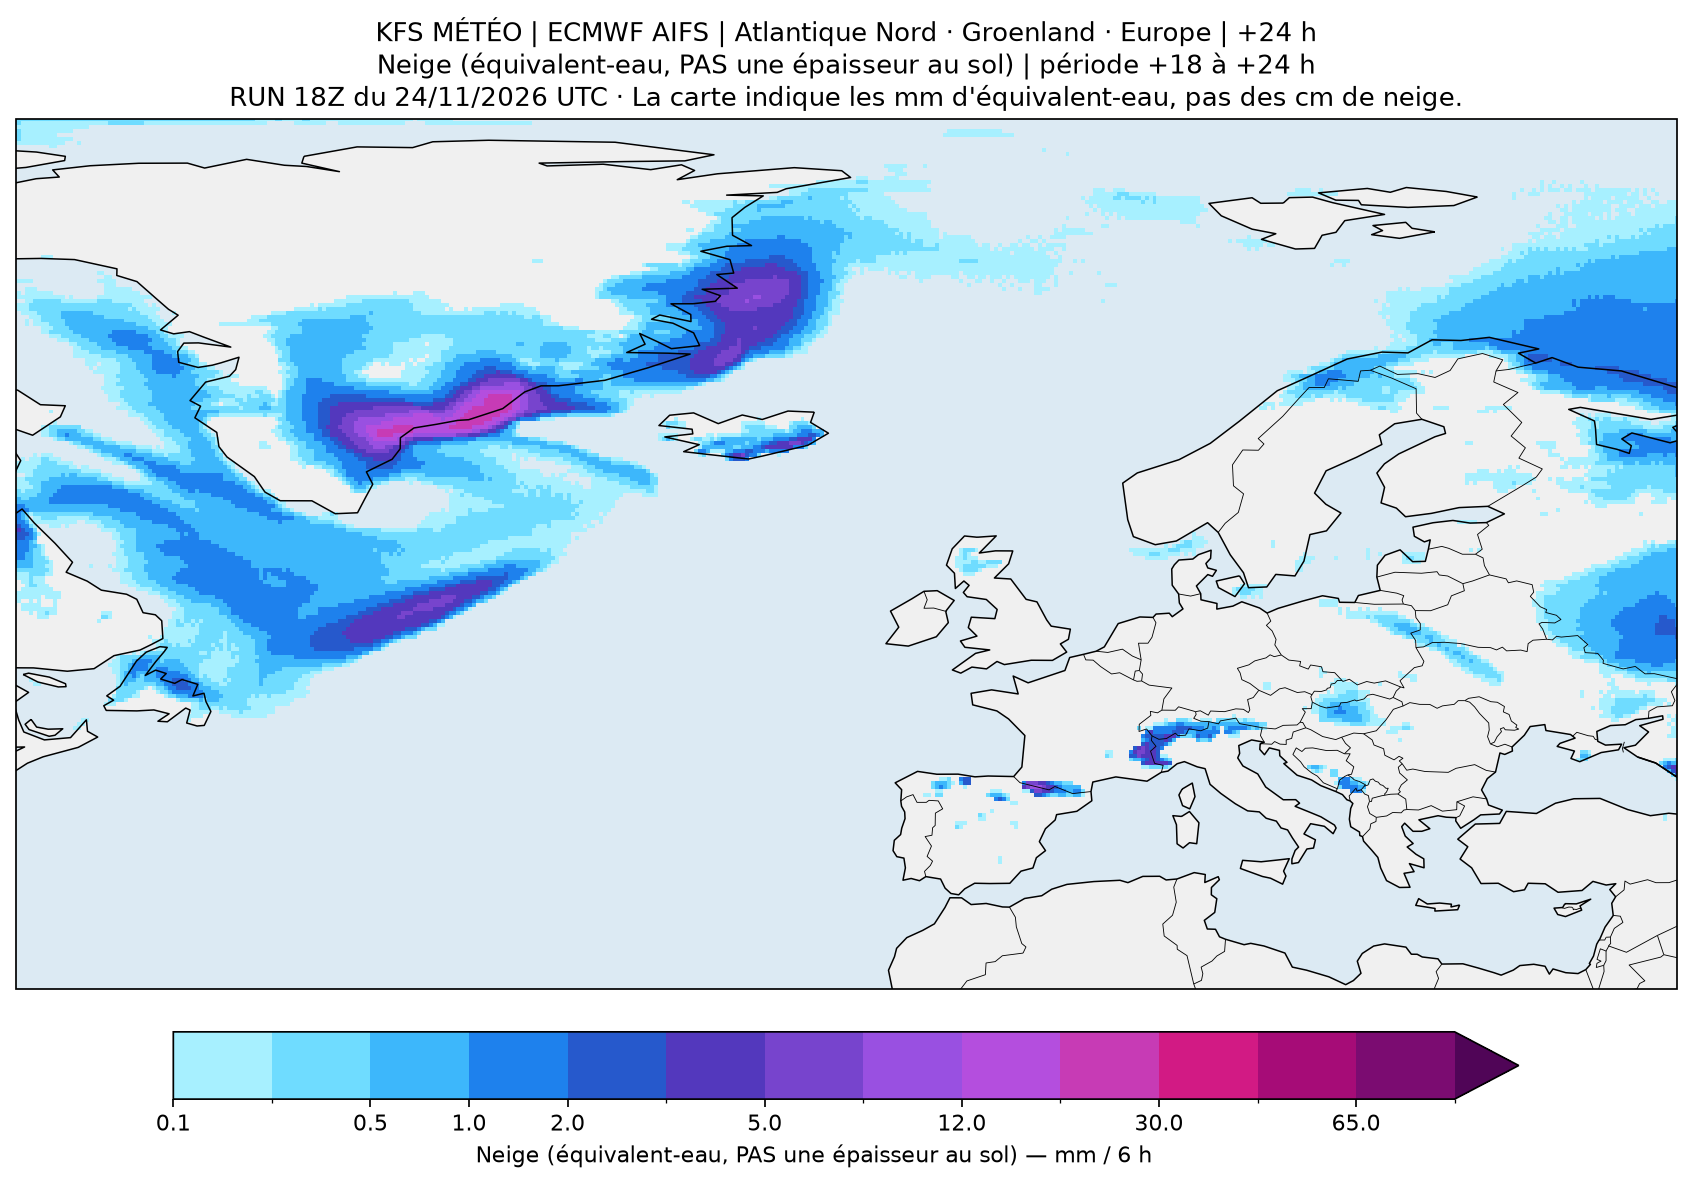 KFS MÉTÉO | ECMWF AIFS | Atlantique Nord · Groenland · Europe | +24 h
Neige (équivalent-eau, PAS une épaisseur au sol) | période +18 à +24 h
RUN 18Z du 24/11/2026 UTC · La carte indique les mm d'équivalent-eau, pas des cm de neige.
0.1 0.5 1.0 2.0 5.0 12.0 30.0 65.0
Neige (équivalent-eau, PAS une épaisseur au sol) — mm / 6 h